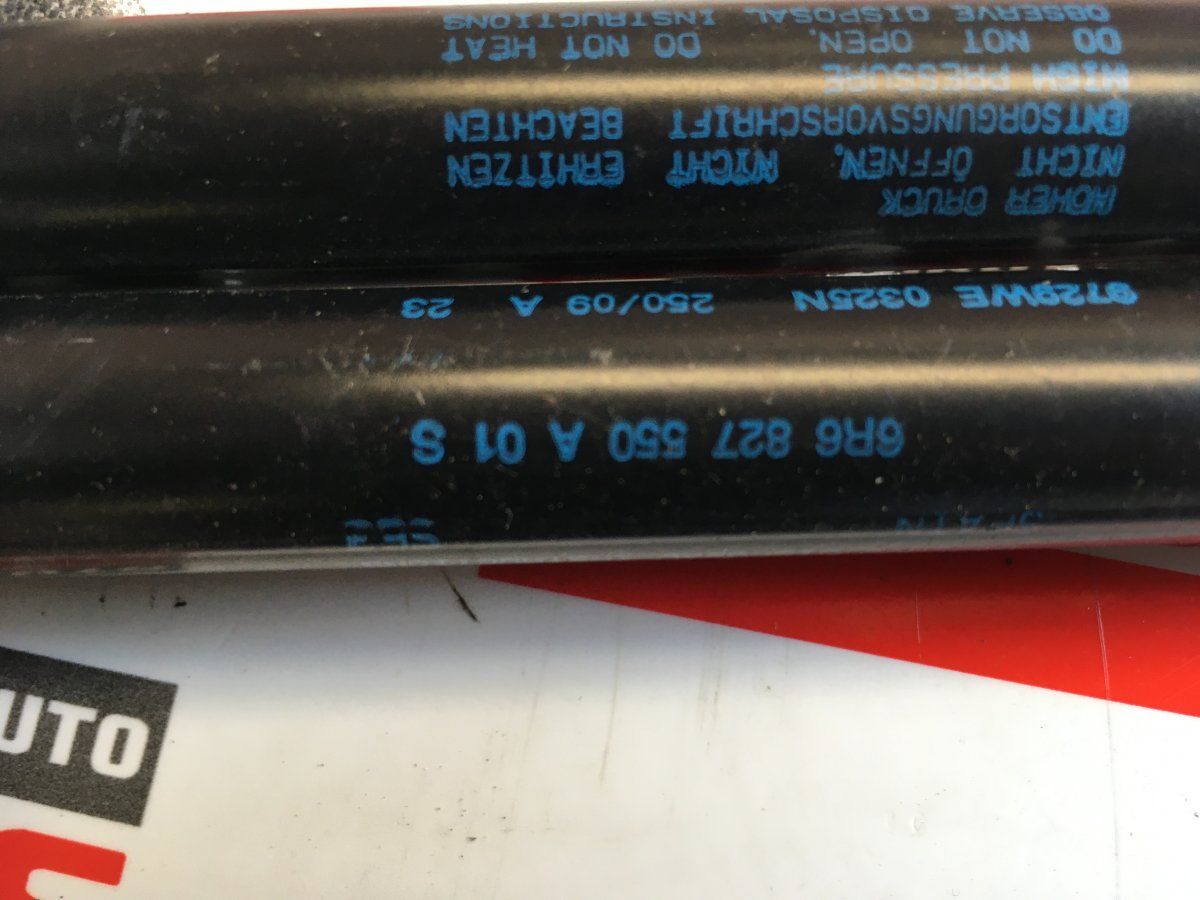 6R6 827 550 A 01 S
9729WE 0325N 250/09 A 23
HOHER DRUCK
NICHT ÖFFNEN. NICHT ERHITZEN
ENTSORGUNGSVORSCHRIFT BEACHTEN
HIGH PRESSURE
DO NOT OPEN. DO NOT HEAT
OBSERVE DISPOSAL INSTRUCTIONS
UTO